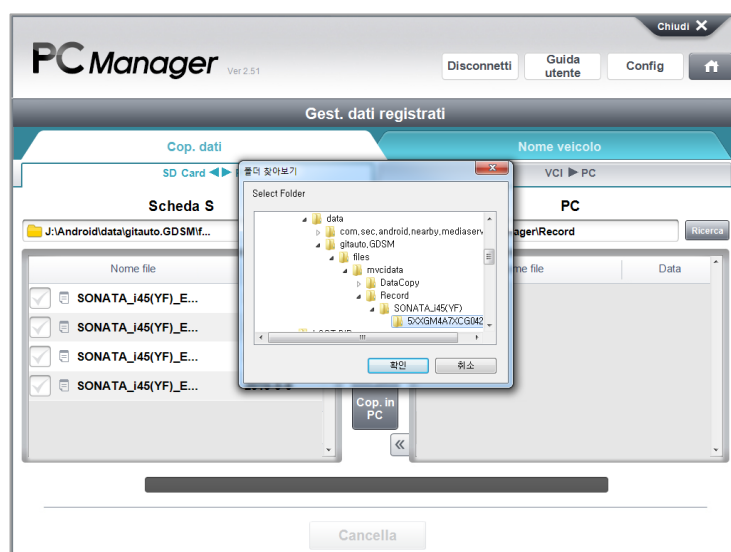 Chiudi X
PC Manager Ver 2.51
Disconnetti
Guida utente
Config
Gest. dati registrati
Cop. dati
Nome veicolo
SD Card
VCI ▶ PC
Scheda S
PC
J:\Android\data\gitauto.GDSM\f...
ager\Record
Ricerca
Nome file
me file
Data
SONATA_i45(YF)_E...
SONATA_i45(YF)_E...
SONATA_i45(YF)_E...
SONATA_i45(YF)_E...
폴더 찾아보기
Select Folder
data
com,sec,android,nearby,mediaserv
gitauto,GDSM
files
mvcidata
DataCopy
Record
SONATA_i45(YF)
5XXGM4A7XCG042
확인
취소
Cop. in
PC
Cancella